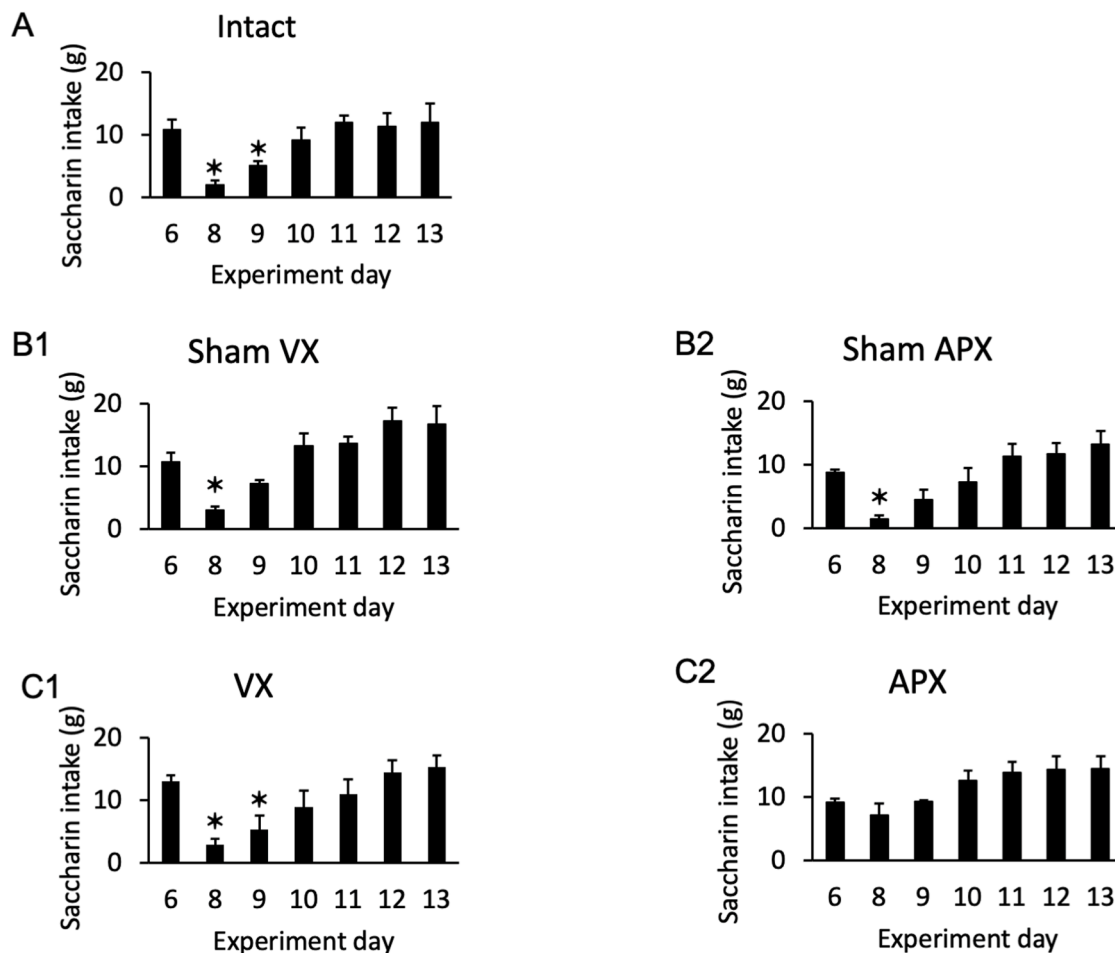 A
Intact
Saccharin intake (g)
20
10
0
*
*
6 8 9 10 11 12 13
Experiment day
B1
Sham VX
Saccharin intake (g)
20
10
0
*
6 8 9 10 11 12 13
Experiment day
B2
Sham APX
Saccharin intake (g)
20
10
0
*
6 8 9 10 11 12 13
Experiment day
C1
VX
Saccharin intake (g)
20
10
0
*
*
6 8 9 10 11 12 13
Experiment day
C2
APX
Saccharin intake (g)
20
10
0
6 8 9 10 11 12 13
Experiment day